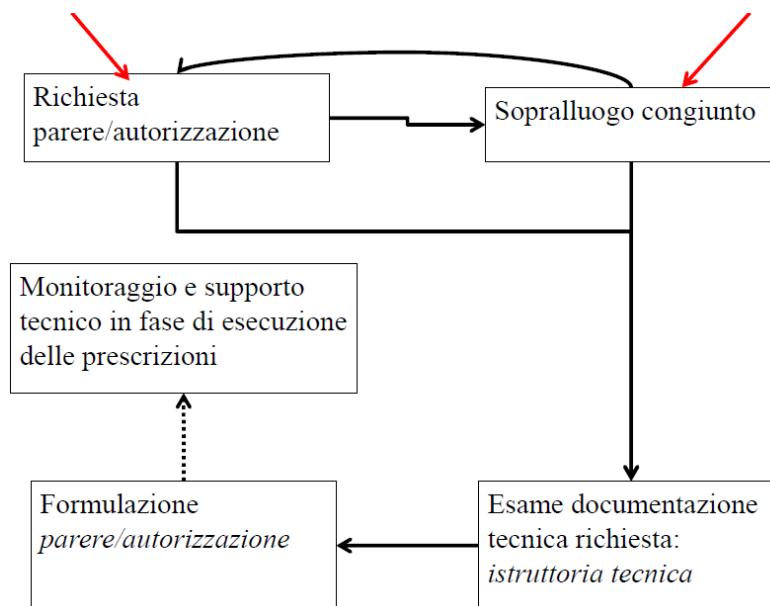 Richiesta
parere/autorizzazione
Sopralluogo congiunto
Monitoraggio e supporto
tecnico in fase di esecuzione
delle prescrizioni
Formulazione
parere/autorizzazione
Esame documentazione
tecnica richiesta:
istruttoria tecnica